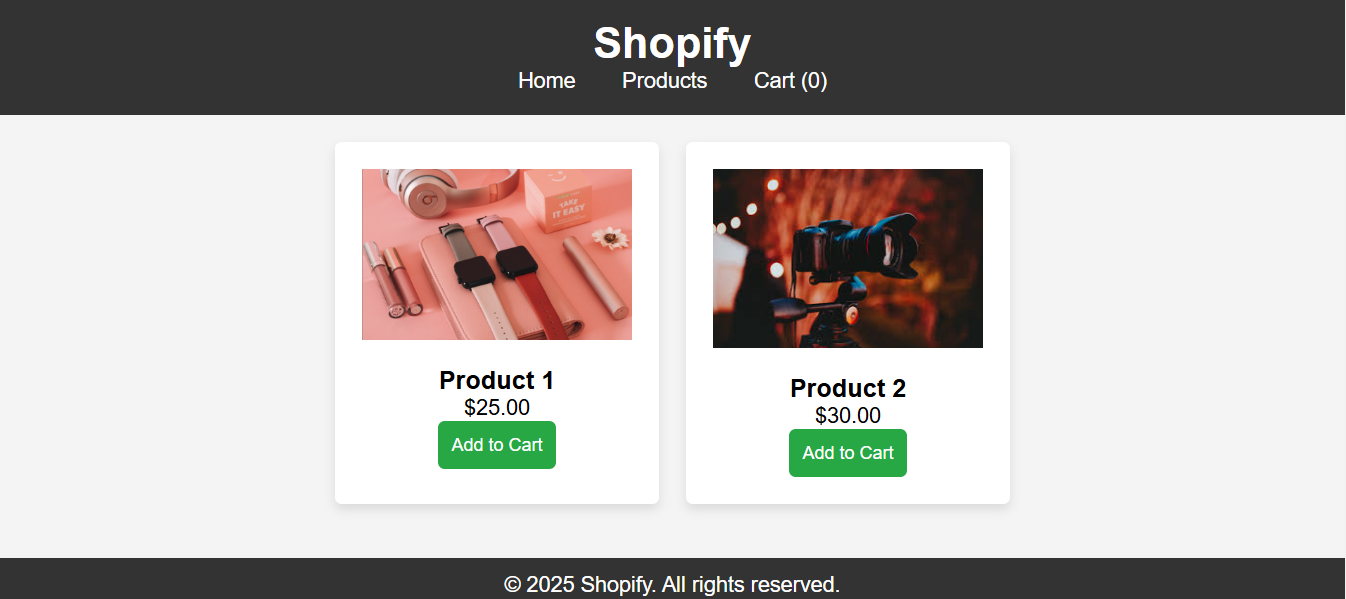 Shopify
Home Products Cart (0)
TAKE
IT EASY
Product 1
$25.00
Add to Cart
Product 2
$30.00
Add to Cart
© 2025 Shopify. All rights reserved.